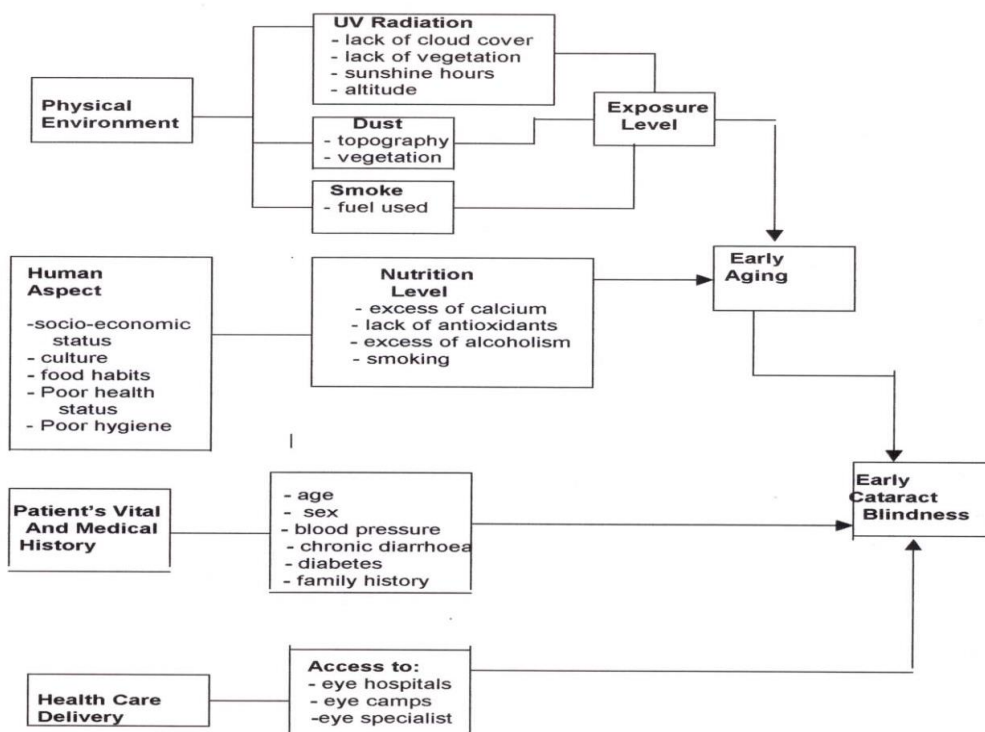 UV Radiation
- lack of cloud cover
- lack of vegetation
- sunshine hours
- altitude
Physical
Environment
Dust
- topography
- vegetation
Exposure
Level
Smoke
- fuel used
Human
Aspect
-socio-economic
status
- culture
- food habits
- Poor health
status
- Poor hygiene
Nutrition
Level
- excess of calcium
- lack of antioxidants
- excess of alcoholism
- smoking
Early
Aging
Patient's Vital
And Medical
History
- age
- sex
- blood pressure
- chronic diarrhoea
- diabetes
- family history
Early
Cataract
Blindness
Health Care
Delivery
Access to:
- eye hospitals
- eye camps
-eye specialist